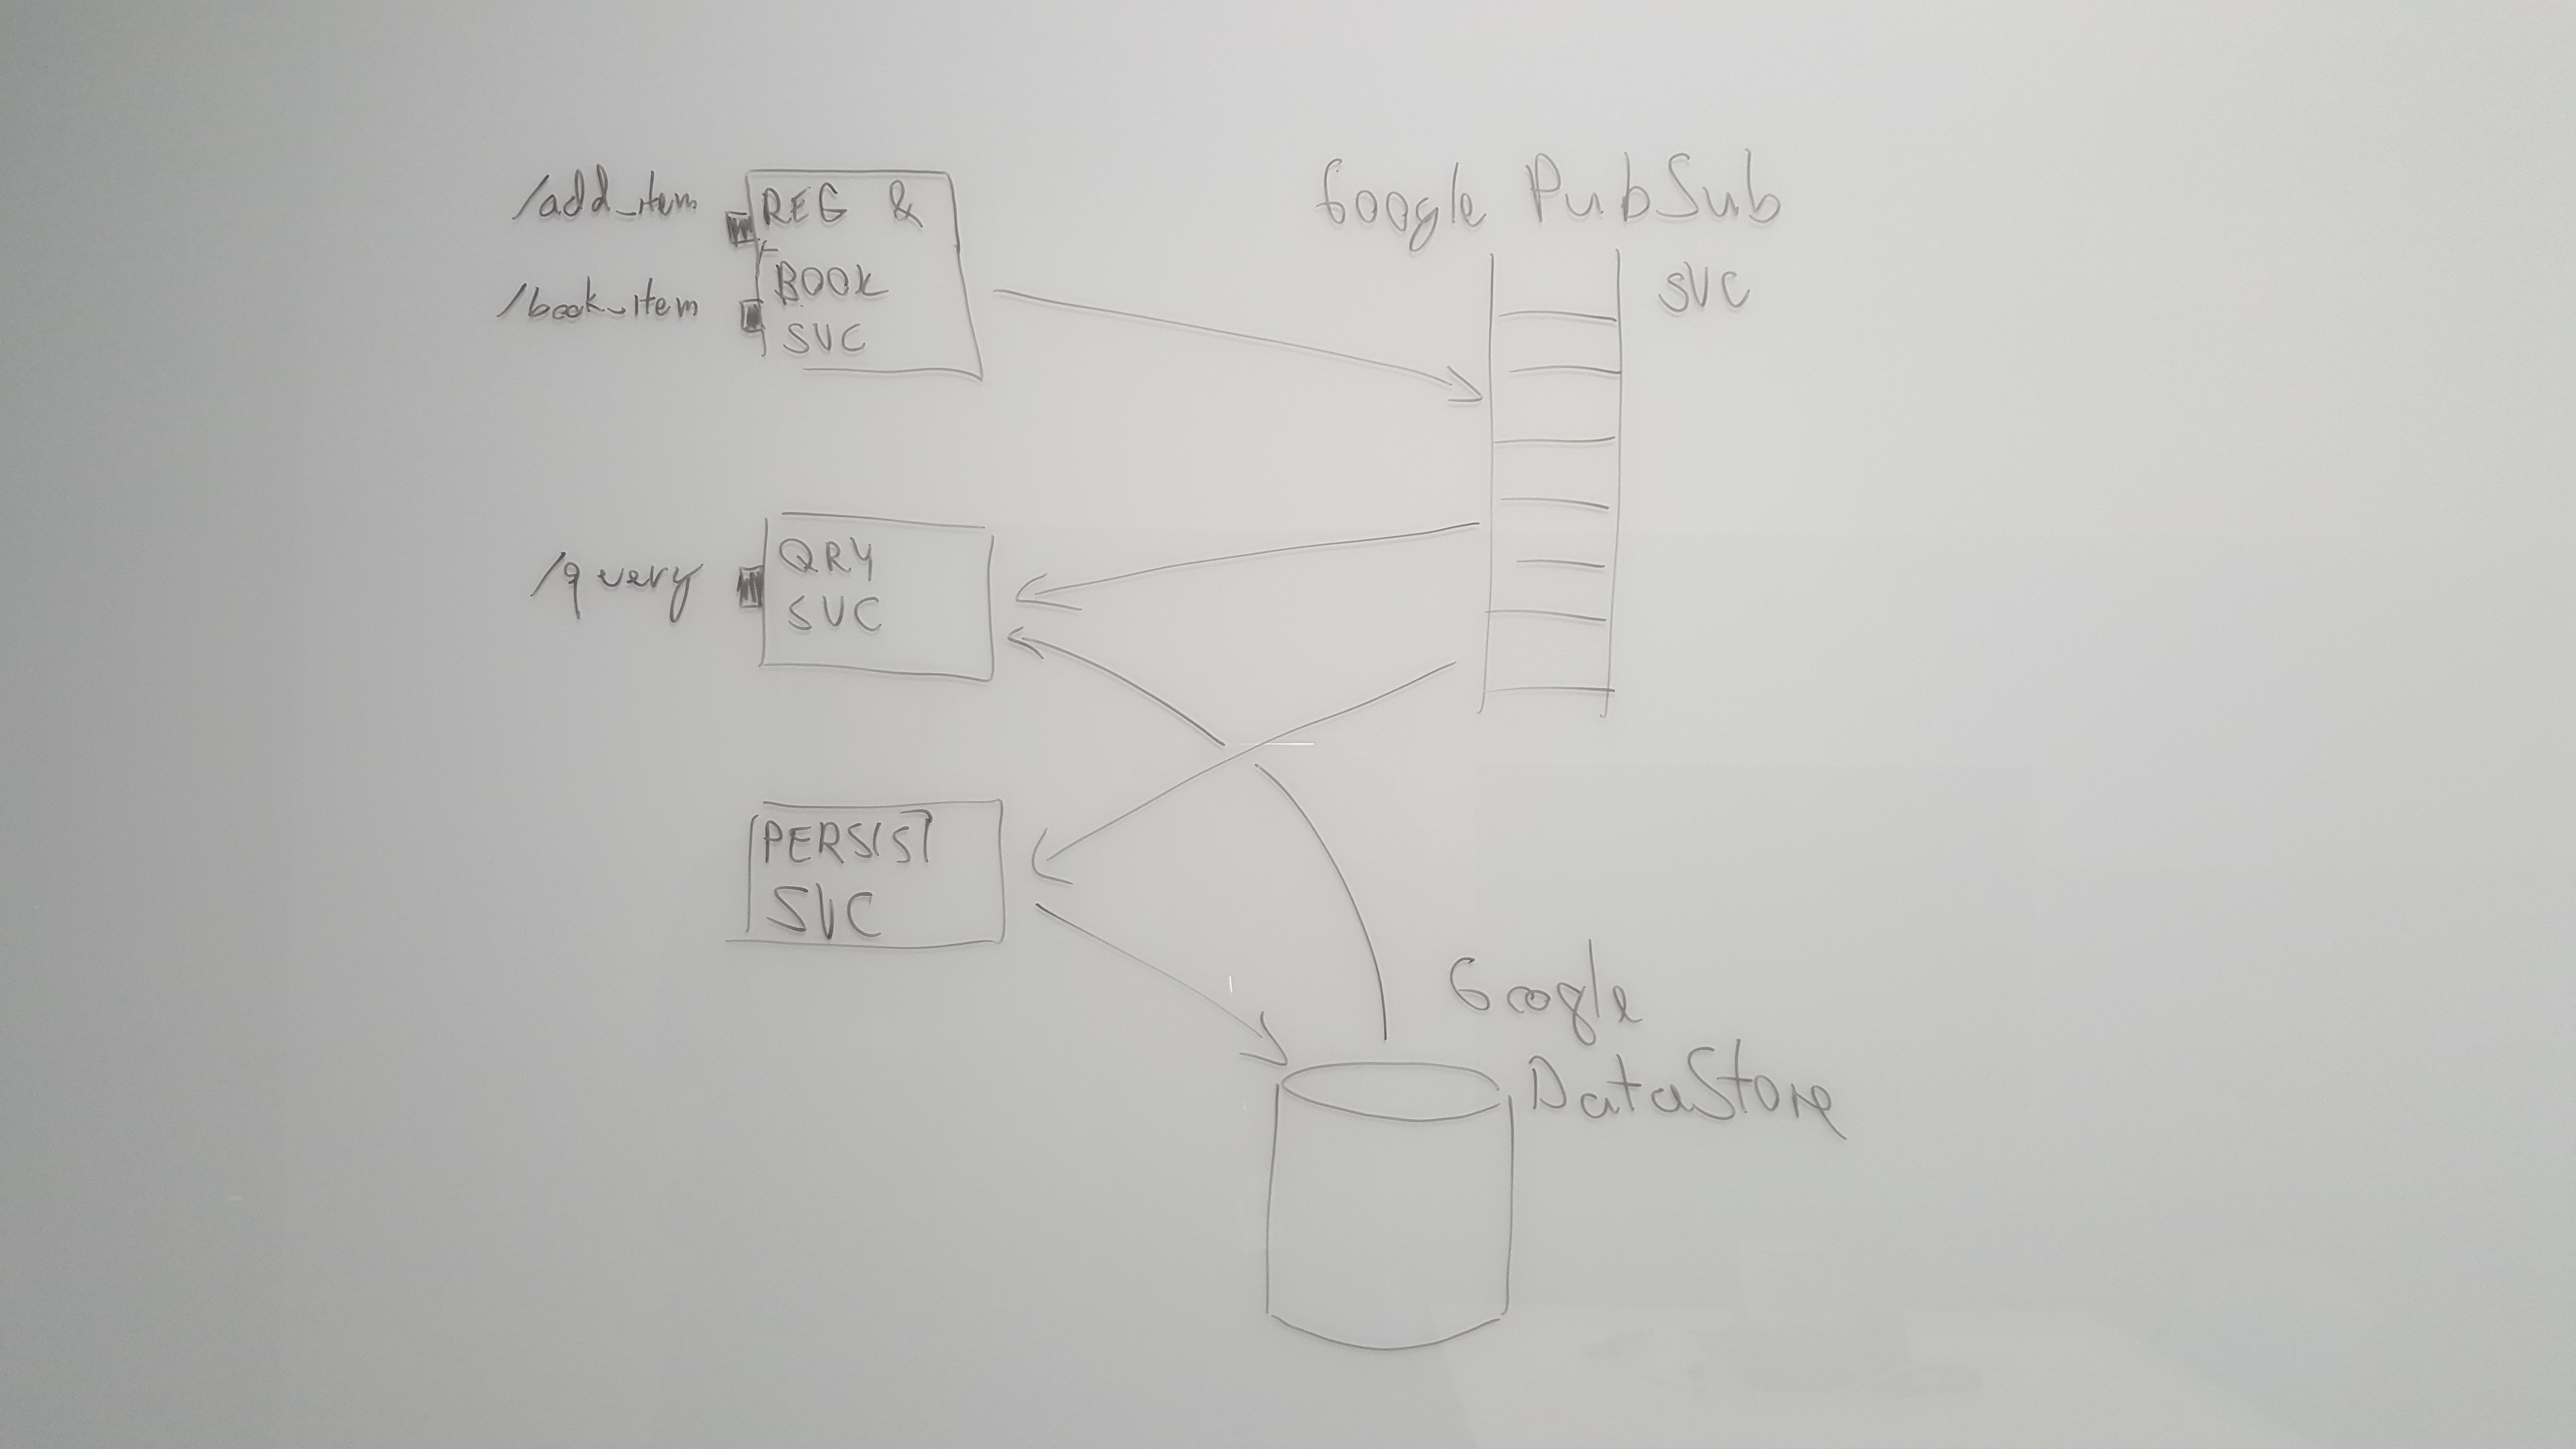 /add_item
REG &
/book_item
BOOK
SVC
Google PubSub
SVC
/query
QRY
SVC
PERSIST
SVC
Google
DataStore